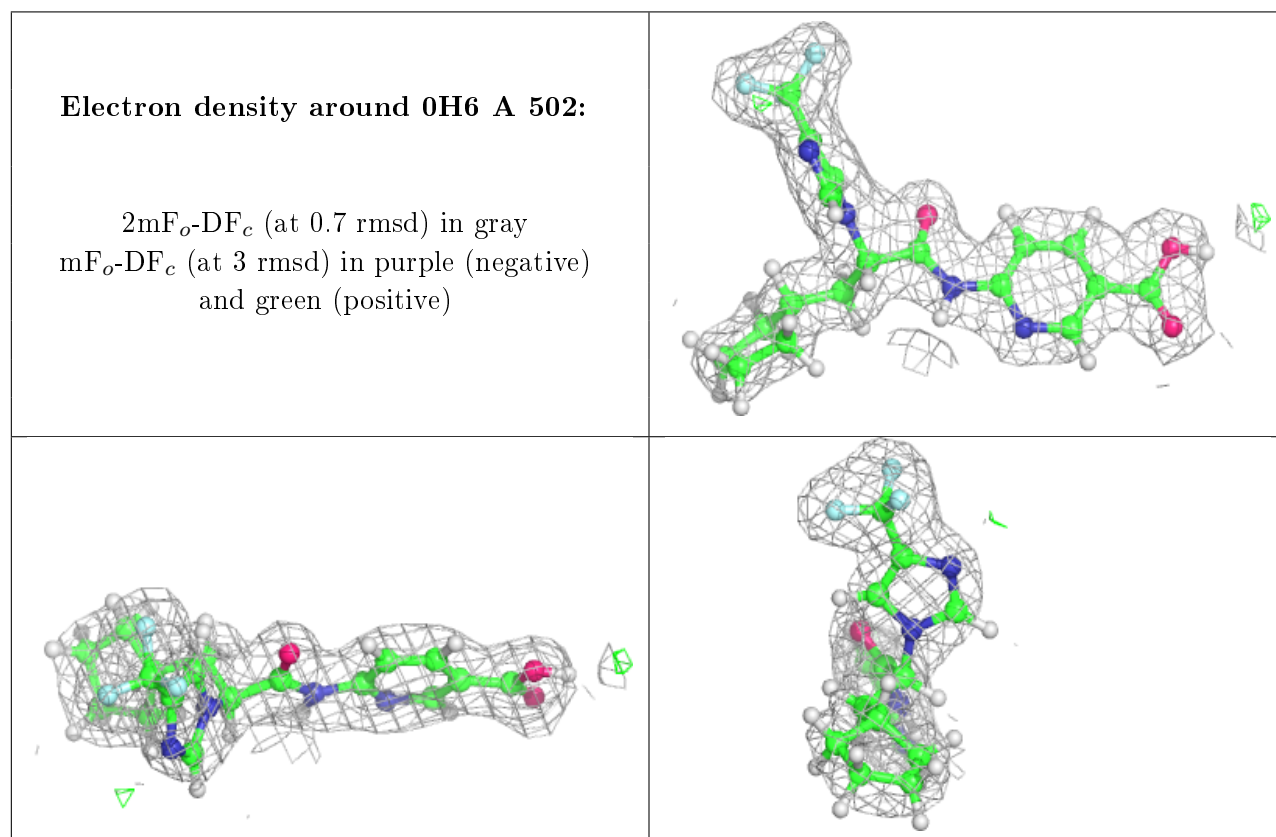 Electron density around 0H6 A 502:
2mFo-DFc (at 0.7 rmsd) in gray
mFo-DFc (at 3 rmsd) in purple (negative)
and green (positive)